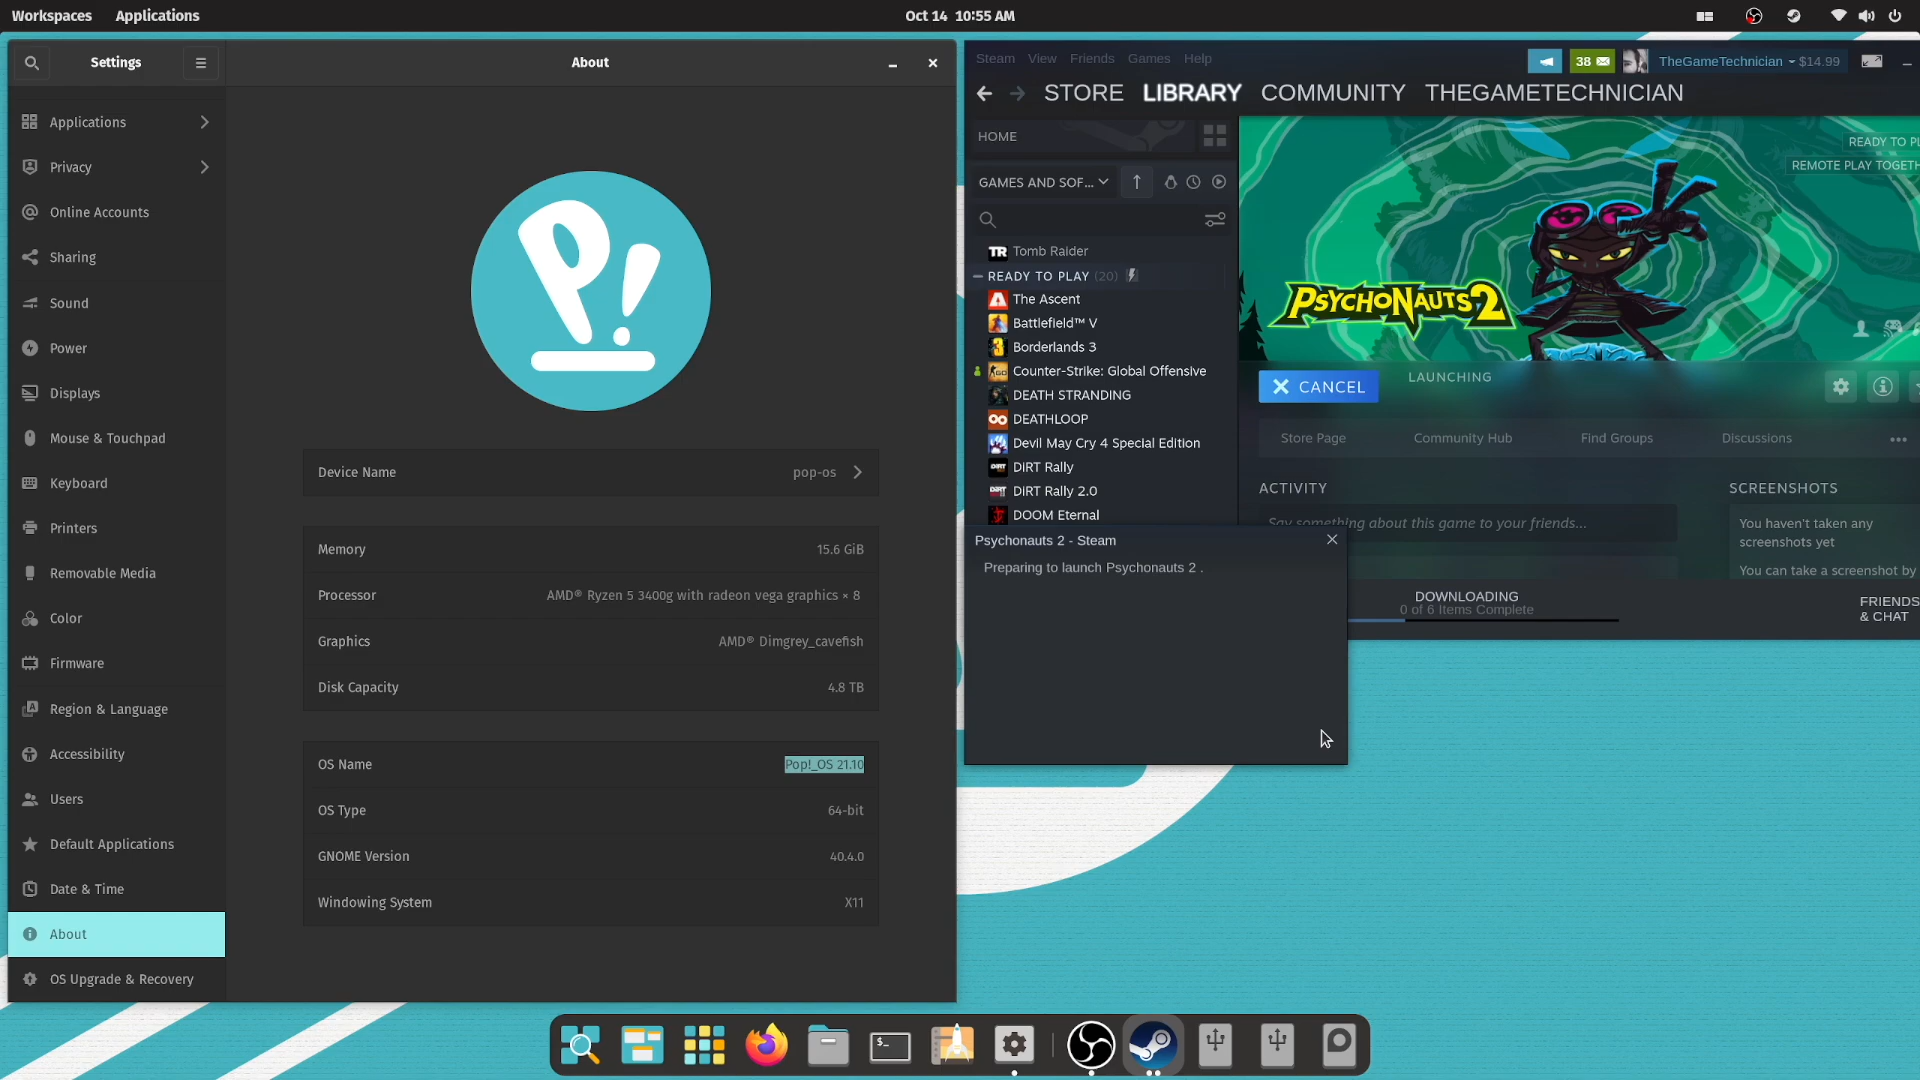 Workspaces Applications Oct 14 10:55 AM
Settings
About
Applications
Privacy
Online Accounts
Sharing
Sound
Power
Displays
Mouse & Touchpad
Keyboard
Printers
Removable Media
Color
Firmware
Region & Language
Accessibility
Users
Default Applications
Date & Time
About
OS Upgrade & Recovery
P!
Device Name pop-os
Memory 15.6 GiB
Processor AMD® Ryzen 5 3400g with radeon vega graphics × 8
Graphics AMD® Dimgrey_cavefish
Disk Capacity 4.8 TB
OS Name Pop!_OS 21.10
OS Type 64-bit
GNOME Version 40.4.0
Windowing System X11
Steam View Friends Games Help
38 TheGameTechnician $14.99
STORE LIBRARY COMMUNITY THEGAMETECHNICIAN
HOME
GAMES AND SOF...
TR Tomb Raider
READY TO PLAY (20)
The Ascent
Battlefield™ V
Borderlands 3
Counter-Strike: Global Offensive
DEATH STRANDING
DEATHLOOP
Devil May Cry 4 Special Edition
DiRT Rally
DiRT Rally 2.0
DOOM Eternal
READY TO PL
REMOTE PLAY TOGETH
PSYCHONAUTS 2
CANCEL
LAUNCHING
Store Page Community Hub Find Groups Discussions
ACTIVITY
Say something about this game to your friends...
SCREENSHOTS
You haven't taken any
screenshots yet
You can take a screenshot by
Psychonauts 2 - Steam
Preparing to launch Psychonauts 2 .
DOWNLOADING
0 of 6 Items Complete
FRIENDS
& CHAT
$_